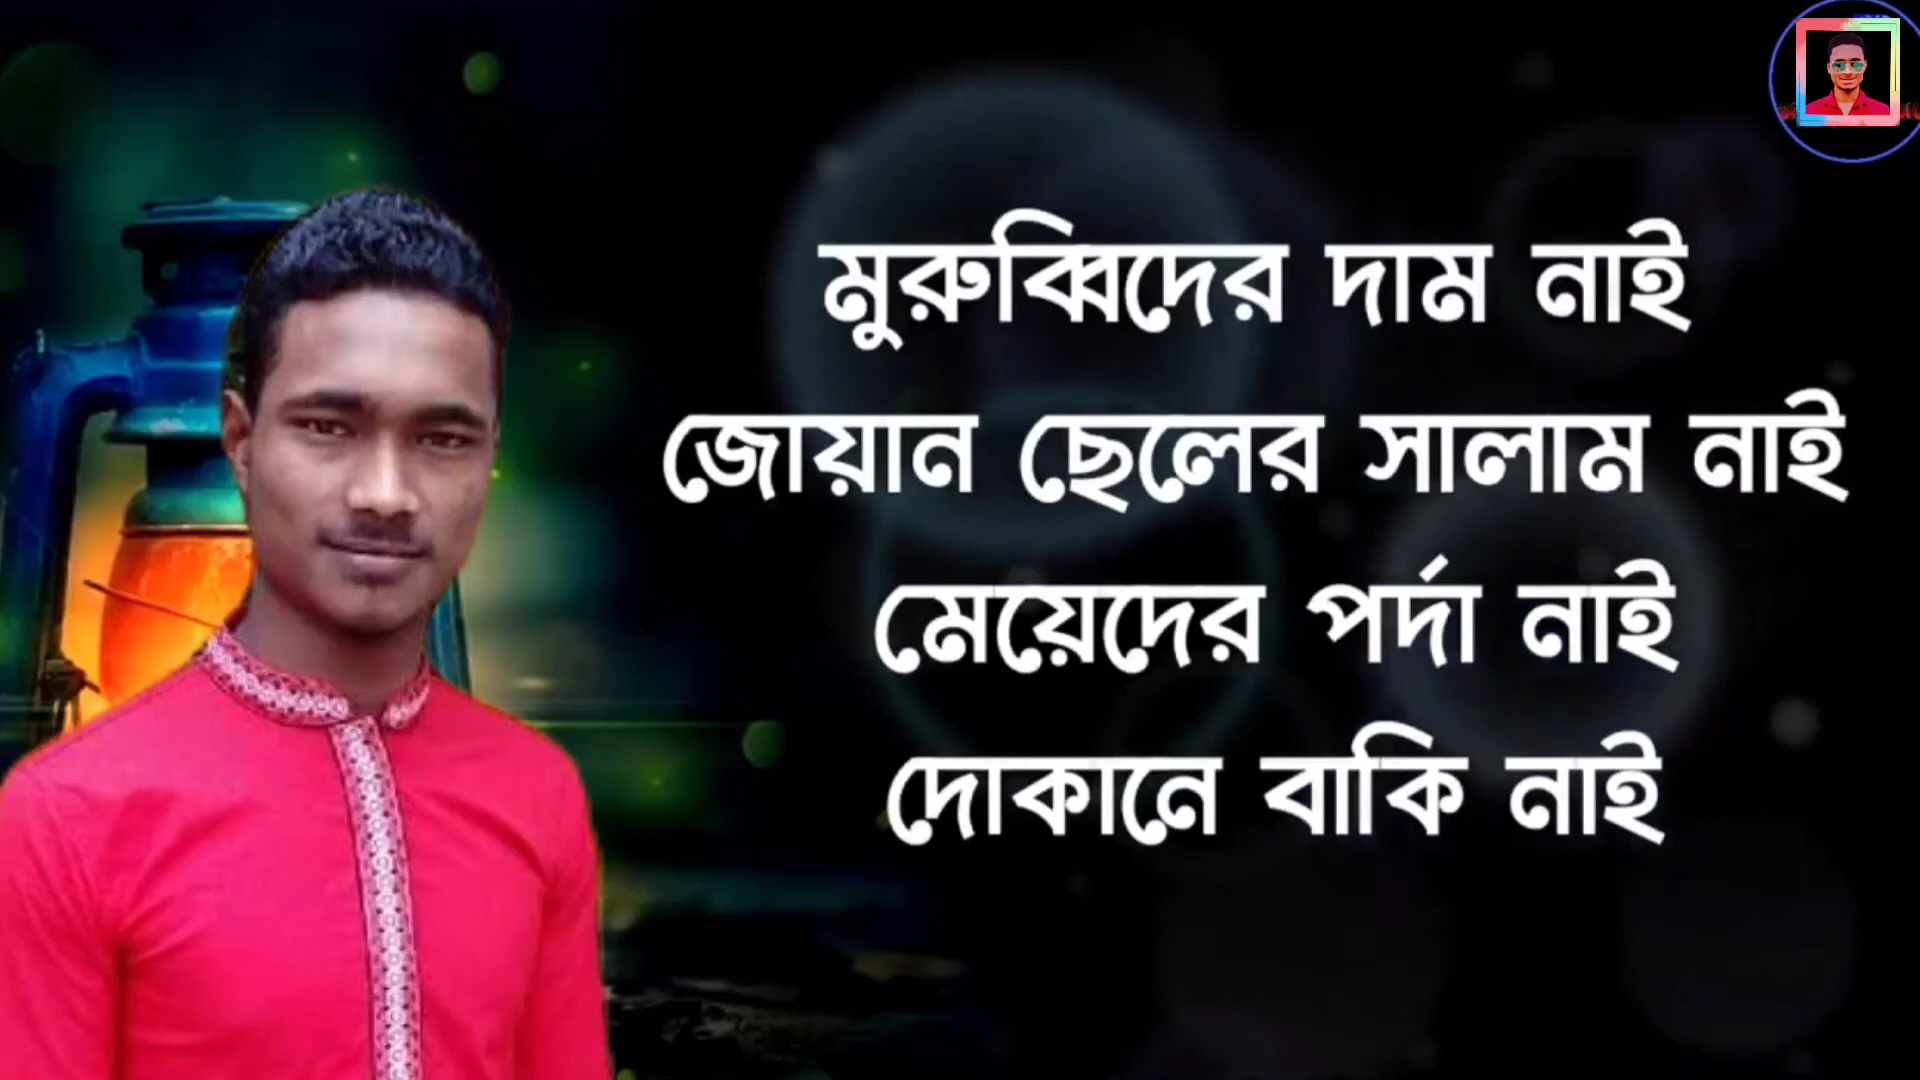 মুরুব্বিদের দাম নাই
জোয়ান ছেলের সালাম নাই
মেয়েদের পর্দা নাই
দোকানে বাকি নাই